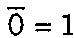 0̅ = 1